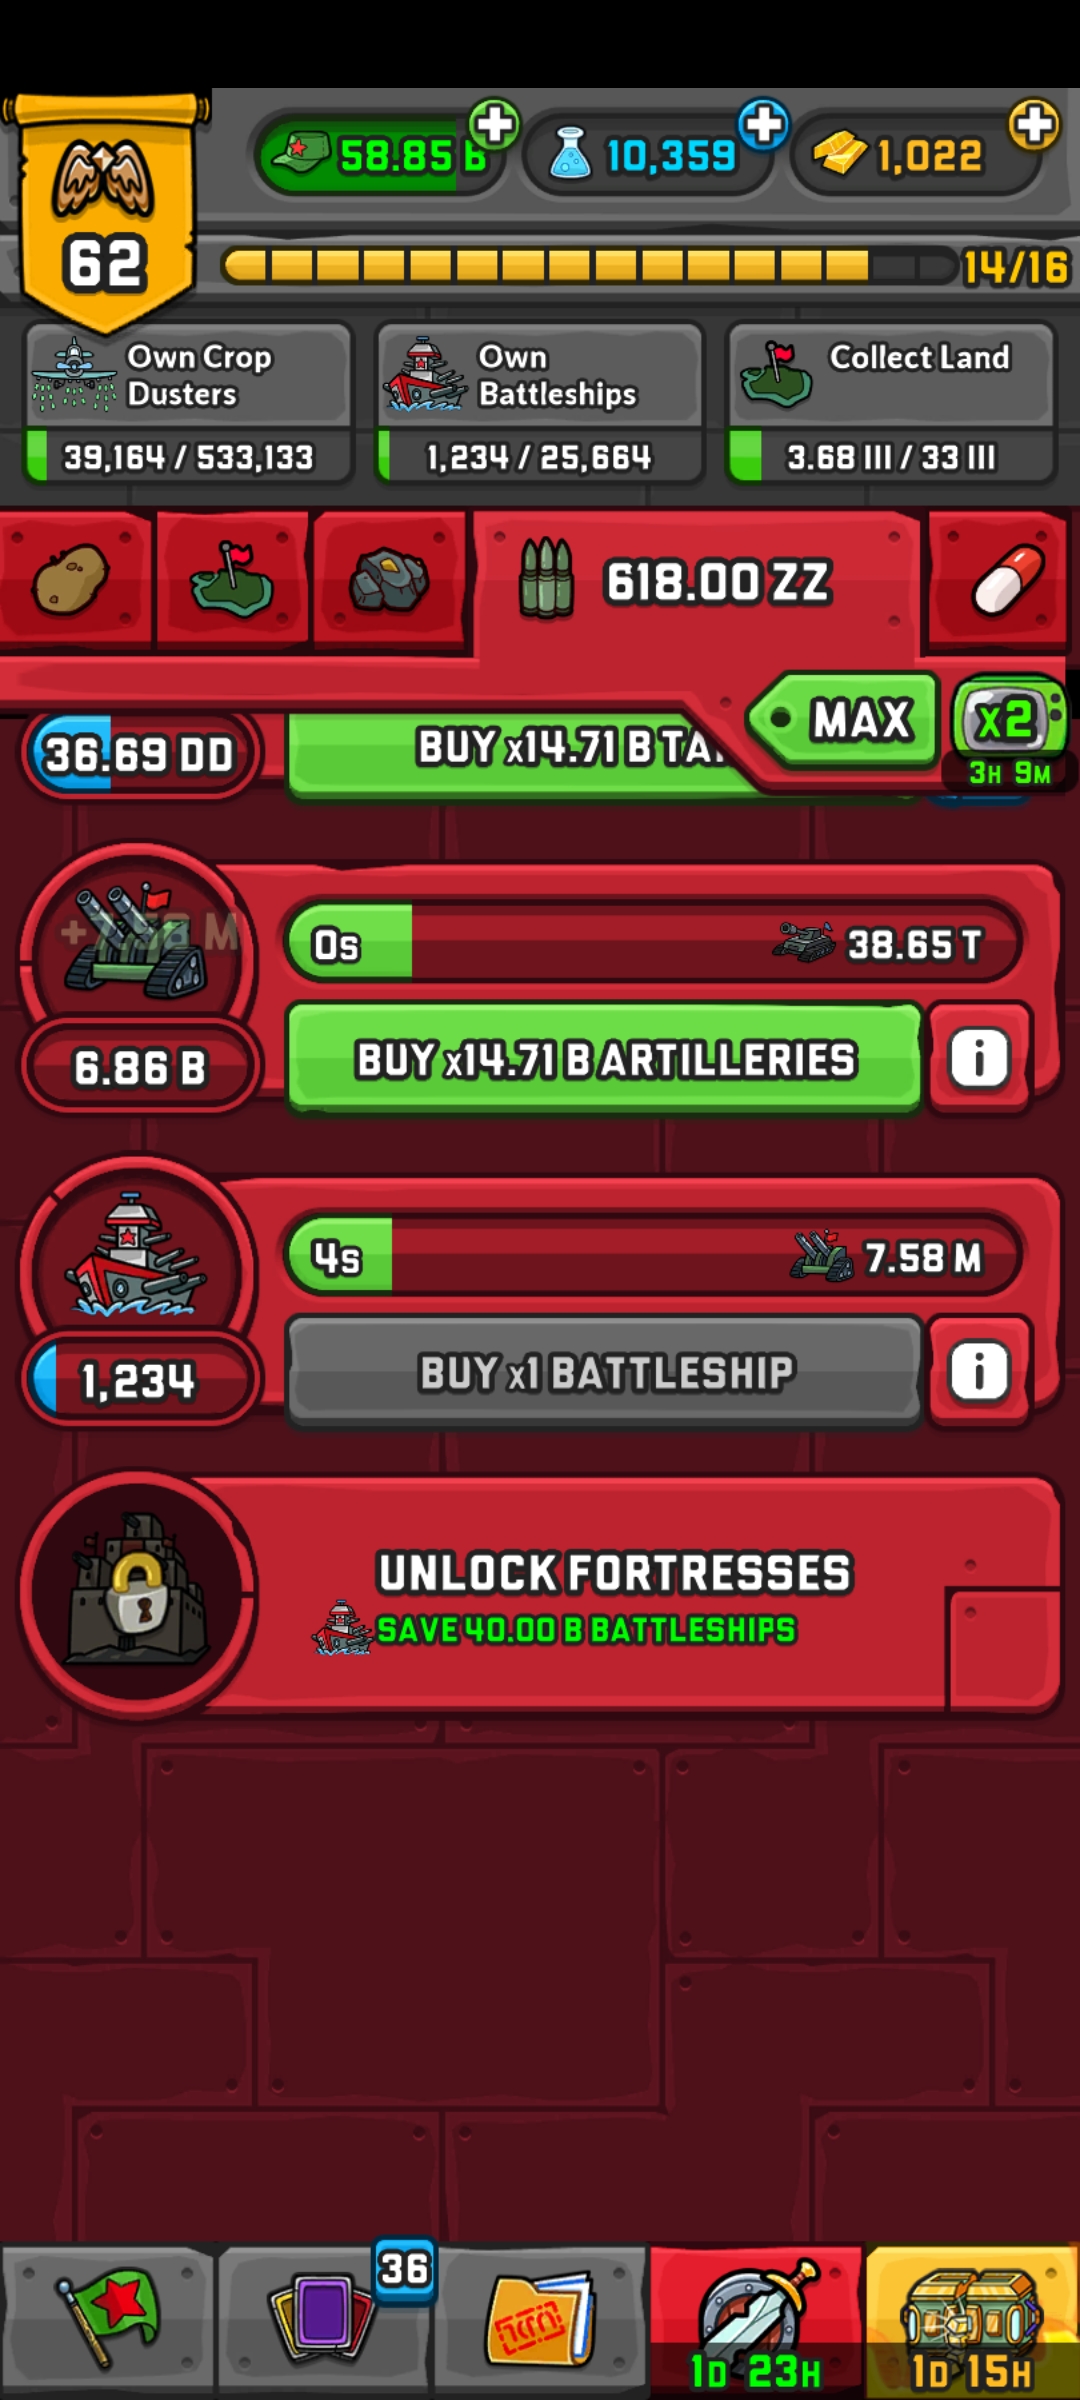 58.85 B
10,359
1,022
62
14/16
Own Crop
Dusters
Own
Battleships
Collect Land
39,164 / 533,133
1,234 / 25,664
3.68 III / 33 III
618.00 ZZ
MAX
x2
3H 9M
36.69 DD
BUY x14.71 B
0s
38.65 T
6.86 B
BUY x14.71 B ARTILLERIES
4s
7.58 M
1,234
BUY x1 BATTLESHIP
UNLOCK FORTRESSES
SAVE 40.00 B BATTLESHIPS
36
1D 23H
1D 15H